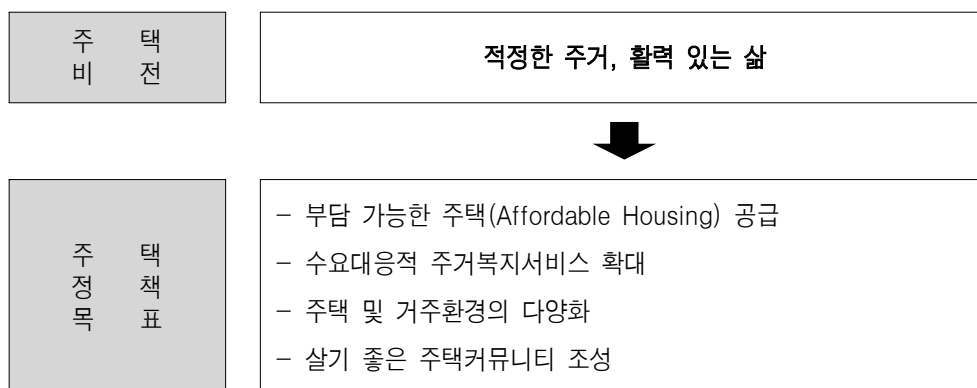 주 택
비 전
적정한 주거, 활력 있는 삶
주 택
정 책
목 표
– 부담 가능한 주택(Affordable Housing) 공급
– 수요대응적 주거복지서비스 확대
– 주택 및 거주환경의 다양화
– 살기 좋은 주택커뮤니티 조성